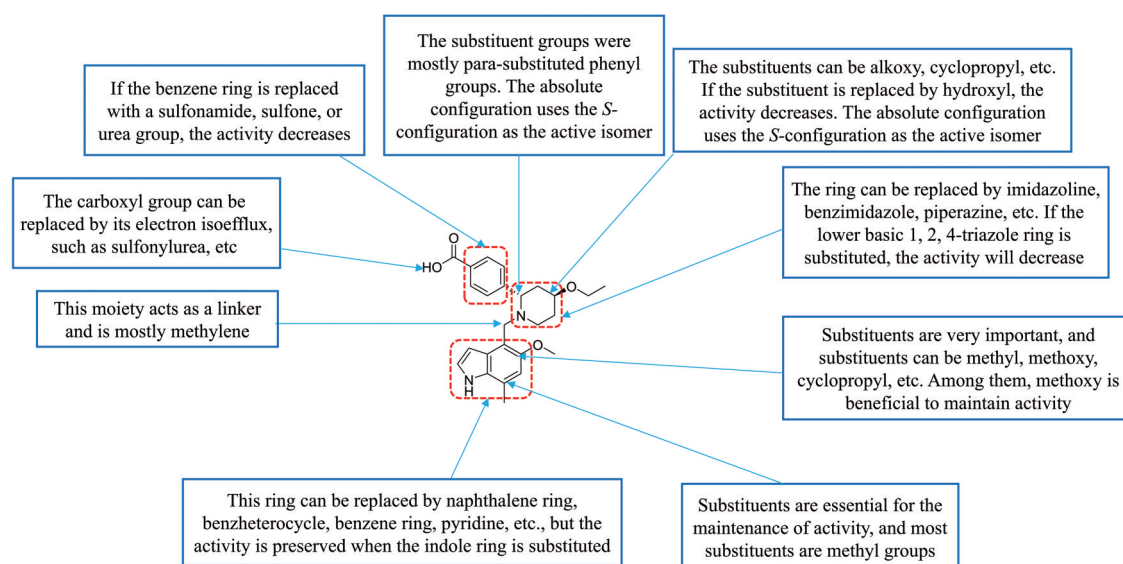 The substituent groups were
mostly para-substituted phenyl
groups. The absolute
configuration uses the S-
configuration as the active isomer
If the benzene ring is replaced
with a sulfonamide, sulfone, or
urea group, the activity decreases
The substituents can be alkoxy, cyclopropyl, etc.
If the substituent is replaced by hydroxyl, the
activity decreases. The absolute configuration
uses the S-configuration as the active isomer
The carboxyl group can be
replaced by its electron isoefflux,
such as sulfonylurea, etc
The ring can be replaced by imidazoline,
benzimidazole, piperazine, etc. If the
lower basic 1, 2, 4-triazole ring is
substituted, the activity will decrease
This moiety acts as a linker
and is mostly methylene
O
HO
O
N
O
N
H
Substituents are very important, and
substituents can be methyl, methoxy,
cyclopropyl, etc. Among them, methoxy is
beneficial to maintain activity
This ring can be replaced by naphthalene ring,
benzheterocycle, benzene ring, pyridine, etc., but the
activity is preserved when the indole ring is substituted
Substituents are essential for the
maintenance of activity, and most
substituents are methyl groups